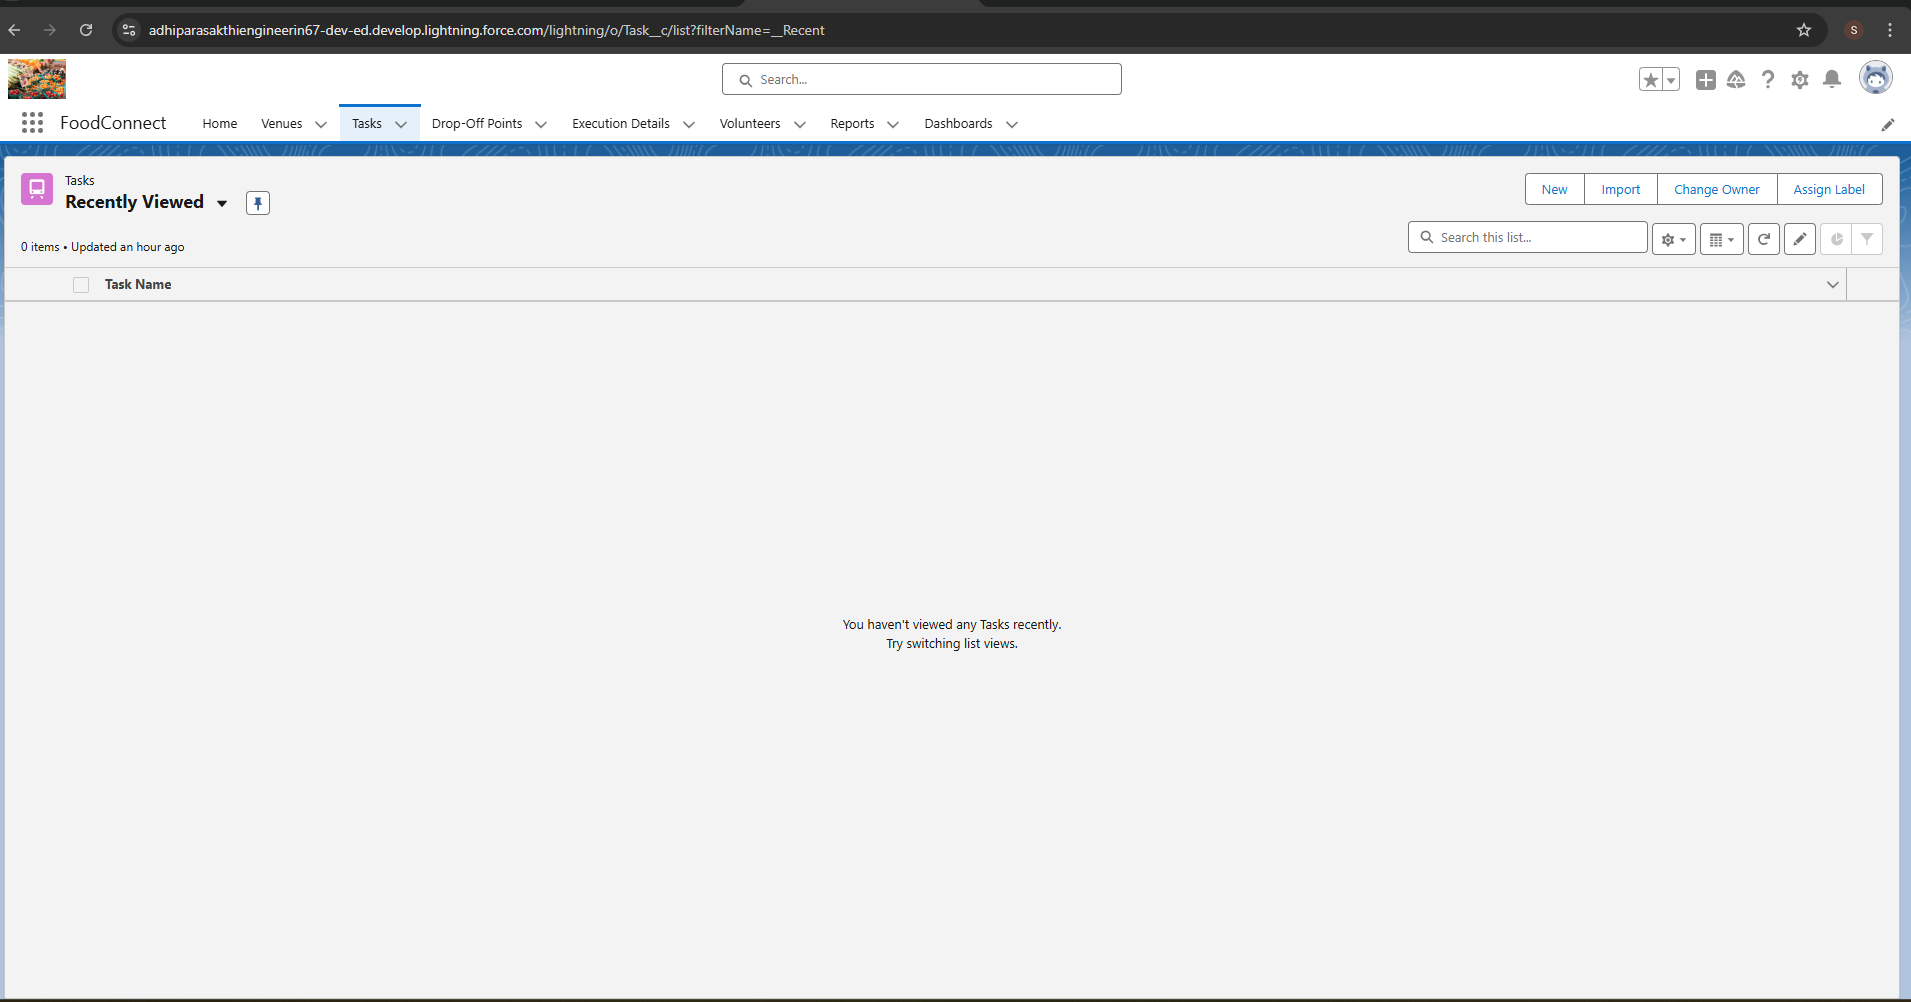 adhiparasakthiengineerin67-dev-ed.develop.lightning.force.com/lightning/o/Task__c/list?filterName=__Recent
S
Search...
FoodConnect
Home
Venues
Tasks
Drop-Off Points
Execution Details
Volunteers
Reports
Dashboards
Tasks
Recently Viewed
New
Import
Change Owner
Assign Label
0 items • Updated an hour ago
Search this list...
Task Name
You haven't viewed any Tasks recently.
Try switching list views.